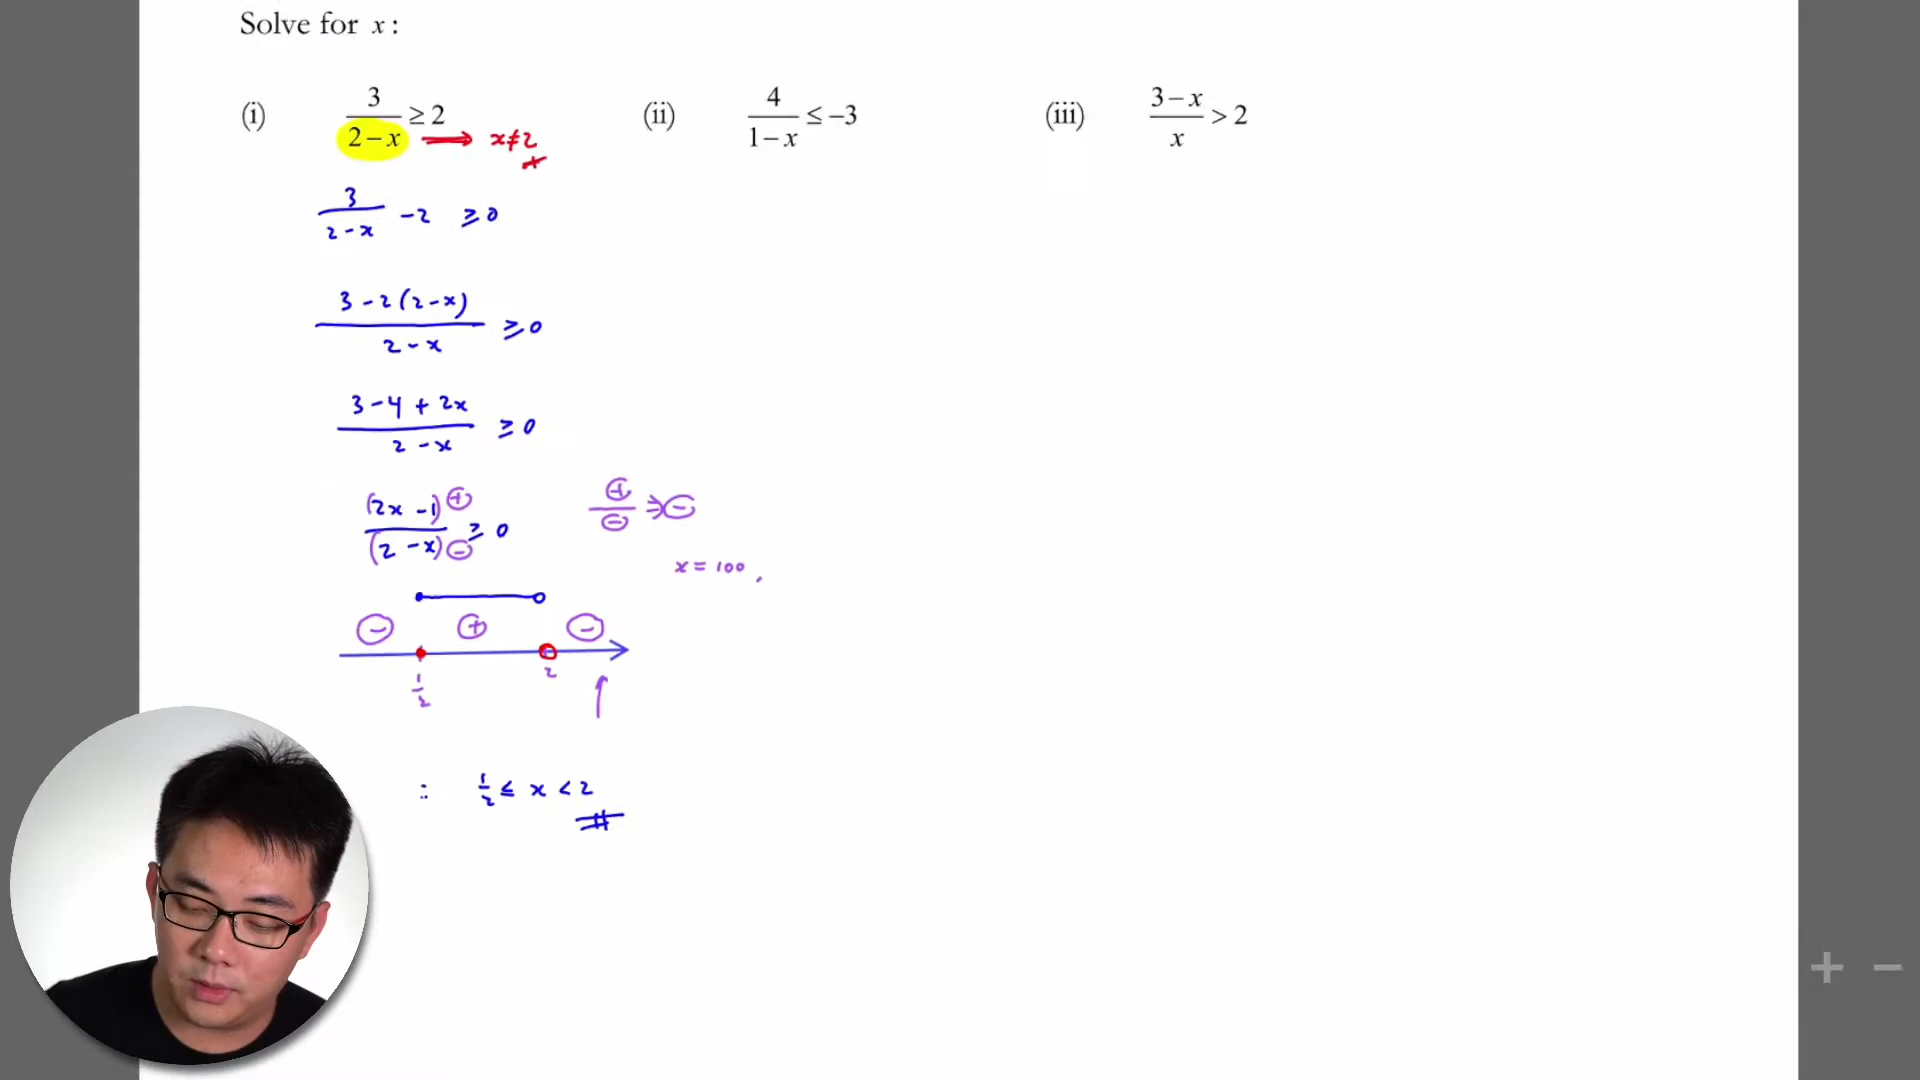 Solve for x :
(i) 3/(2 − x) ≥ 2 ⟹ x ≠ 2
(ii) 4/(1 − x) ≤ −3
(iii) (3 − x)/x > 2
3/(2 − x) − 2 ≥ 0
(3 − 2(2 − x))/(2 − x) ≥ 0
(3 − 4 + 2x)/(2 − x) ≥ 0
(2x − 1) ⊕ / (2 − x) ⊖ ≥ 0
⊕/⊖ ⇒ ⊖
x = 100 ,
⊖ ⊕ ⊖
1/2 2
∴ 1/2 ≤ x < 2
+ −